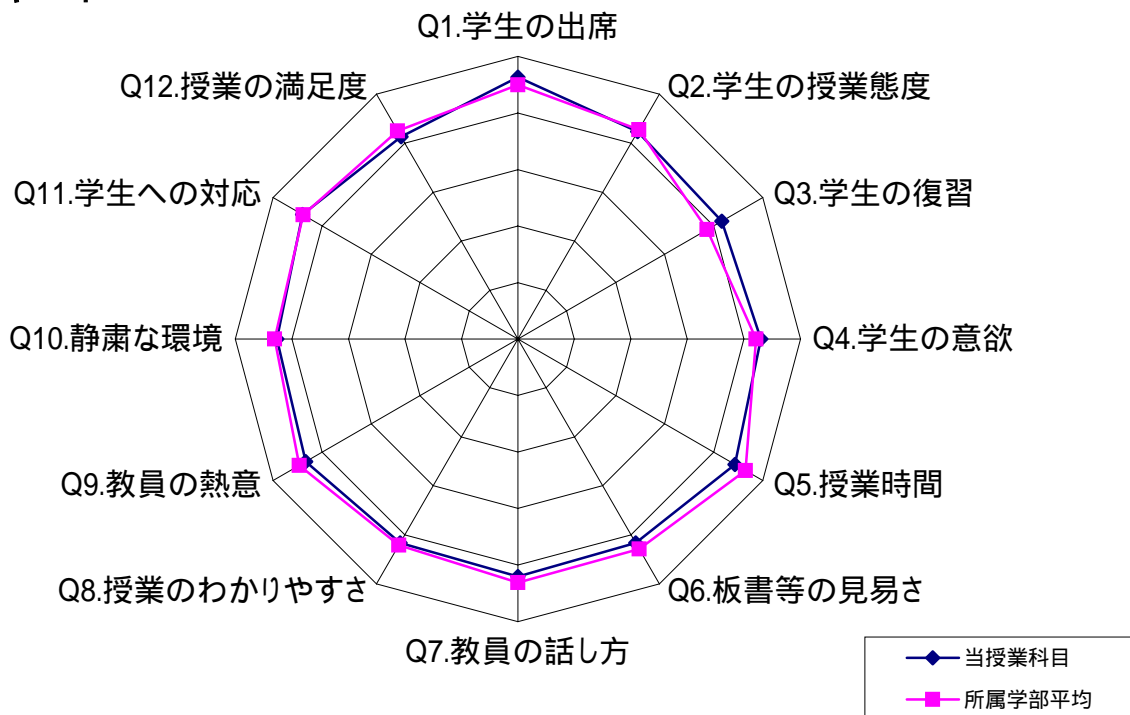 Q1.学生の出席
Q2.学生の授業態度
Q3.学生の復習
Q4.学生の意欲
Q5.授業時間
Q6.板書等の見易さ
Q7.教員の話し方
Q8.授業のわかりやすさ
Q9.教員の熱意
Q10.静粛な環境
Q11.学生への対応
Q12.授業の満足度
当授業科目
所属学部平均